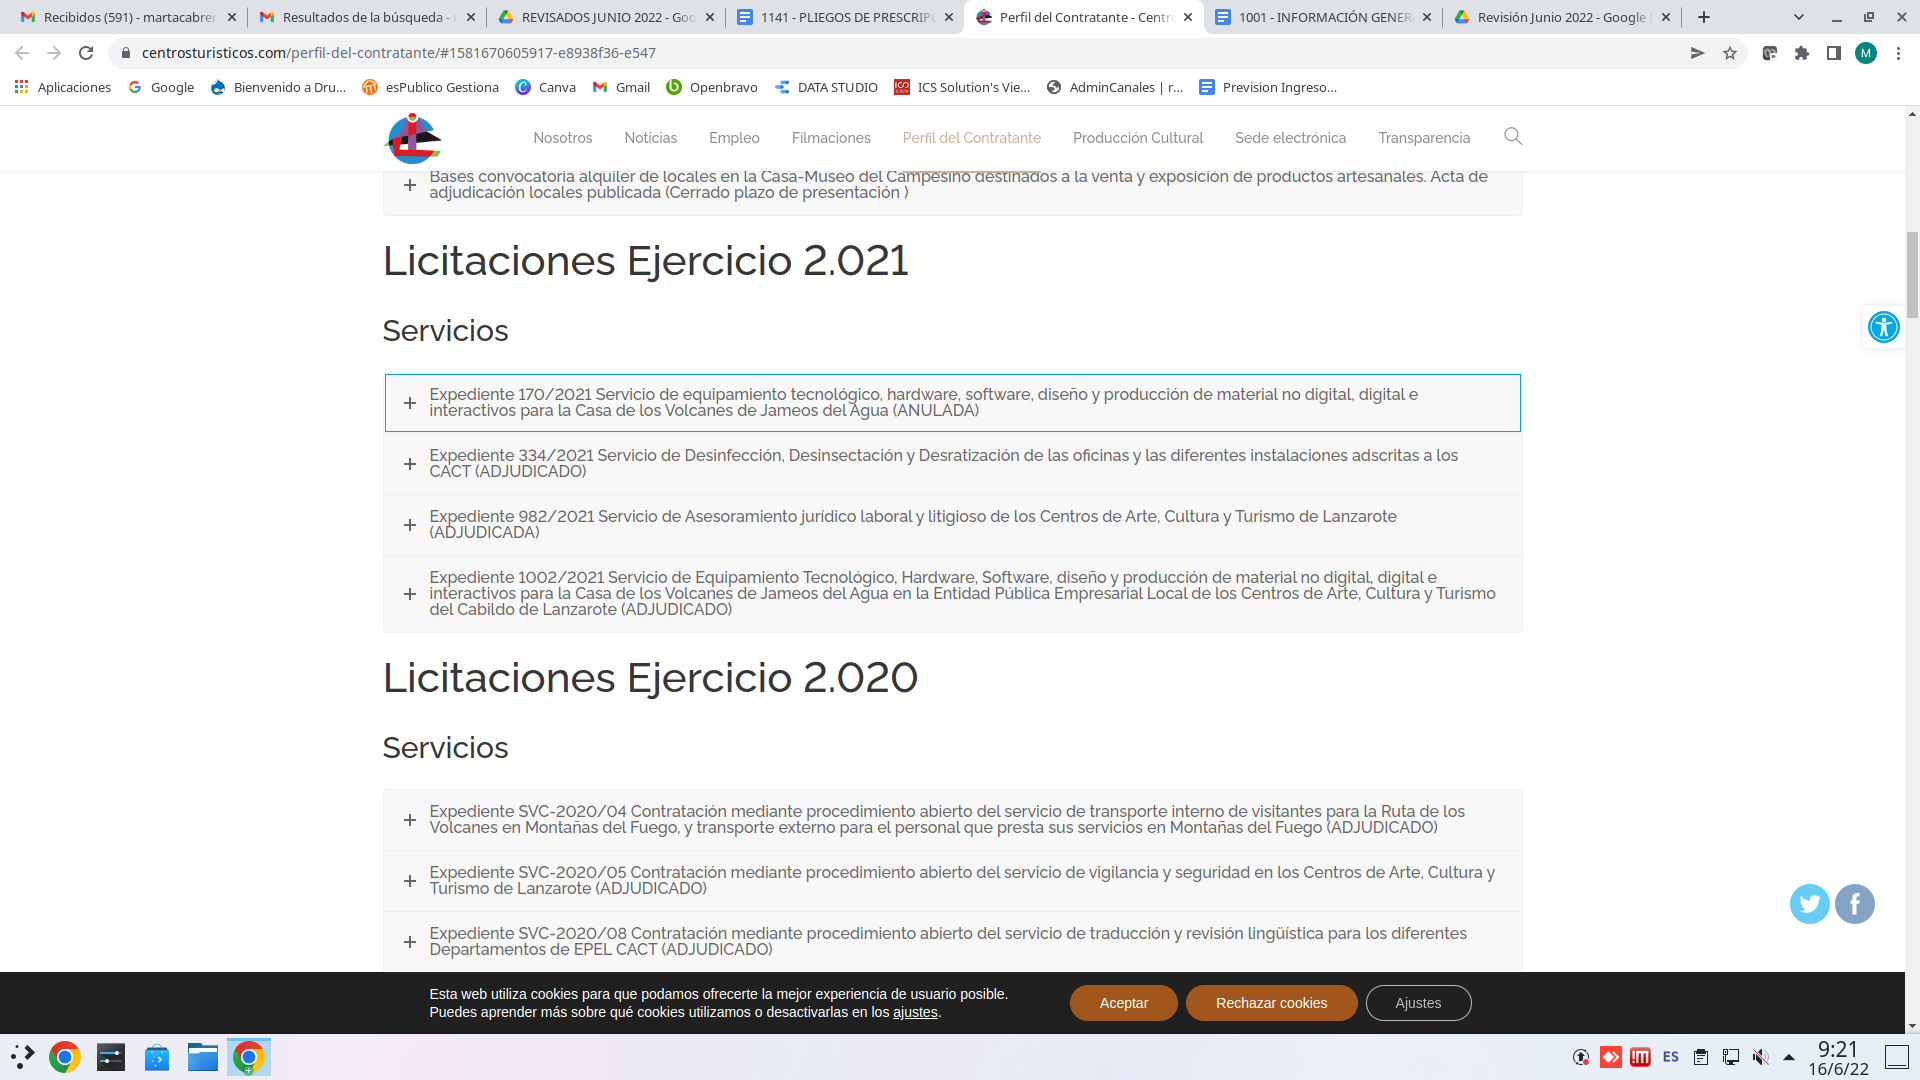 Recibidos (591) - martacabrer
Resultados de la búsqueda - r
REVISADOS JUNIO 2022 - Goo
1141 - PLIEGOS DE PRESCRIPC
Perfil del Contratante - Centr
1001 - INFORMACIÓN GENER
Revisión Junio 2022 - Google D
centrosturisticos.com/perfil-del-contratante/#1581670605917-e8938f36-e547
M
Aplicaciones
Google
Bienvenido a Dru...
esPublico Gestiona
Canva
Gmail
Openbravo
DATA STUDIO
ICS Solution's Vie...
AdminCanales | r...
Prevision Ingreso...
Nosotros
Noticias
Empleo
Filmaciones
Perfil del Contratante
Producción Cultural
Sede electrónica
Transparencia
Bases convocatoria alquiler de locales en la Casa-Museo del Campesino destinados a la venta y exposición de productos artesanales. Acta de
adjudicación locales publicada (Cerrado plazo de presentación )
Licitaciones Ejercicio 2.021
Servicios
Expediente 170/2021 Servicio de equipamiento tecnológico, hardware, software, diseño y producción de material no digital, digital e
interactivos para la Casa de los Volcanes de Jameos del Agua (ANULADA)
Expediente 334/2021 Servicio de Desinfección, Desinsectación y Desratización de las oficinas y las diferentes instalaciones adscritas a los
CACT (ADJUDICADO)
Expediente 982/2021 Servicio de Asesoramiento jurídico laboral y litigioso de los Centros de Arte, Cultura y Turismo de Lanzarote
(ADJUDICADA)
Expediente 1002/2021 Servicio de Equipamiento Tecnológico, Hardware, Software, diseño y producción de material no digital, digital e
interactivos para la Casa de los Volcanes de Jameos del Agua en la Entidad Pública Empresarial Local de los Centros de Arte, Cultura y Turismo
del Cabildo de Lanzarote (ADJUDICADO)
Licitaciones Ejercicio 2.020
Servicios
Expediente SVC-2020/04 Contratación mediante procedimiento abierto del servicio de transporte interno de visitantes para la Ruta de los
Volcanes en Montañas del Fuego, y transporte externo para el personal que presta sus servicios en Montañas del Fuego (ADJUDICADO)
Expediente SVC-2020/05 Contratación mediante procedimiento abierto del servicio de vigilancia y seguridad en los Centros de Arte, Cultura y
Turismo de Lanzarote (ADJUDICADO)
Expediente SVC-2020/08 Contratación mediante procedimiento abierto del servicio de traducción y revisión lingüística para los diferentes
Departamentos de EPEL CACT (ADJUDICADO)
Esta web utiliza cookies para que podamos ofrecerte la mejor experiencia de usuario posible.
Puedes aprender más sobre qué cookies utilizamos o desactivarlas en los ajustes.
Aceptar
Rechazar cookies
Ajustes
ES
9:21
16/6/22